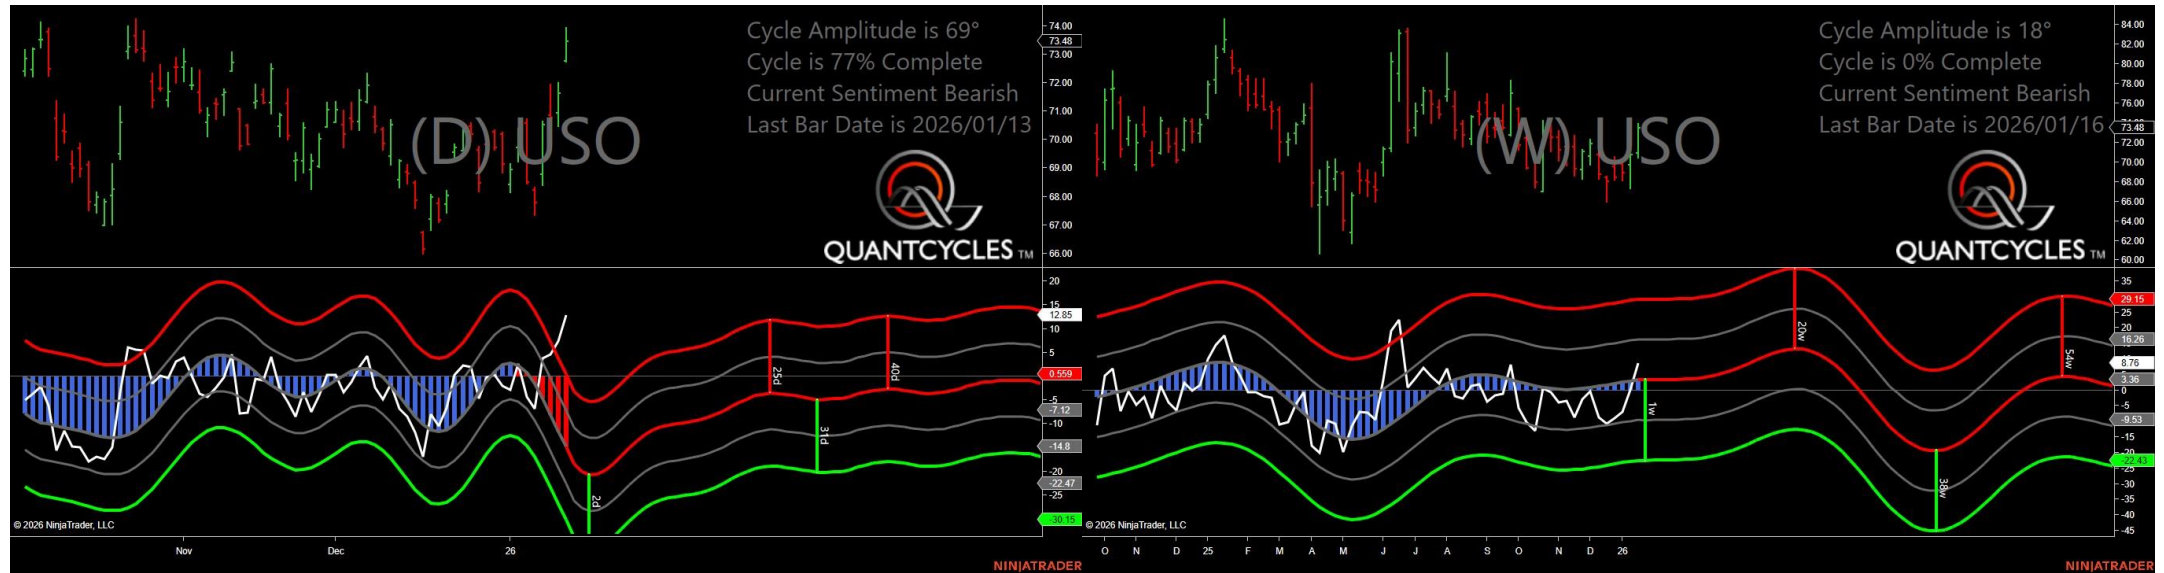 Cycle Amplitude is 69°
Cycle is 77% Complete
Current Sentiment Bearish
Last Bar Date is 2026/01/13
(D) USO
QUANTCYCLES TM
74.00
73.48
73.00
72.00
71.00
70.00
69.00
68.00
67.00
66.00
20
15
12.85
10
5
0.559
-5
-7.12
-10
-14.8
-20
-22.47
-25
-30.15
2d
25d
31d
40d
© 2026 NinjaTrader, LLC
Nov
Dec
26
NINJATRADER
Cycle Amplitude is 18°
Cycle is 0% Complete
Current Sentiment Bearish
Last Bar Date is 2026/01/16
(W) USO
QUANTCYCLES TM
84.00
82.00
80.00
78.00
76.00
73.48
72.00
70.00
68.00
66.00
64.00
62.00
60.00
35
29.15
25
20
16.26
8.76
3.36
0
-5
-9.53
-15
-22.43
-25
-30
-35
-40
-45
1w
20w
38w
54w
© 2026 NinjaTrader, LLC
O
N
D
25
F
M
A
M
J
J
A
S
O
N
D
26
NINJATRADER